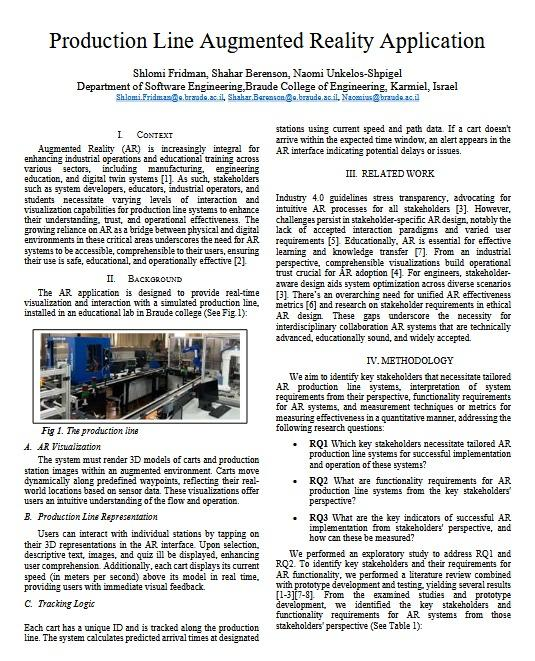 Production Line Augmented Reality Application
Shlomi Fridman, Shahar Berenson, Naomi Unkelos-Shpigel
Department of Software Engineering,Braude College of Engineering, Karmiel, Israel
Shlomi.Fridman@e.braude.ac.il, Shahar.Berenson@e.braude.ac.il, Naomius@braude.ac.il
I. CONTEXT
Augmented Reality (AR) is increasingly integral for
enhancing industrial operations and educational training across
various sectors, including manufacturing, engineering
education, and digital twin systems [1]. As such, stakeholders
such as system developers, educators, industrial operators, and
students necessitate varying levels of interaction and
visualization capabilities for production line systems to enhance
their understanding, trust, and operational effectiveness. The
growing reliance on AR as a bridge between physical and digital
environments in these critical areas underscores the need for AR
systems to be accessible, comprehensible to their users, ensuring
their use is safe, educational, and operationally effective [2].
II. BACKGROUND
The AR application is designed to provide real-time
visualization and interaction with a simulated production line,
installed in an educational lab in Braude college (See Fig.1):
Fig 1. The production line
A. AR Visualization
The system must render 3D models of carts and production
station images within an augmented environment. Carts move
dynamically along predefined waypoints, reflecting their real-
world locations based on sensor data. These visualizations offer
users an intuitive understanding of the flow and operation.
B. Production Line Representation
Users can interact with individual stations by tapping on
their 3D representations in the AR interface. Upon selection,
descriptive text, images, and quiz ill be displayed, enhancing
user comprehension. Additionally, each cart displays its current
speed (in meters per second) above its model in real time,
providing users with immediate visual feedback.
C. Tracking Logic
Each cart has a unique ID and is tracked along the production
line. The system calculates predicted arrival times at designated
stations using current speed and path data. If a cart doesn't
arrive within the expected time window, an alert appears in the
AR interface indicating potential delays or issues.
III. RELATED WORK
Industry 4.0 guidelines stress transparency, advocating for
intuitive AR processes for all stakeholders [3]. However,
challenges persist in stakeholder-specific AR design, notably the
lack of accepted interaction paradigms and varied user
requirements [5]. Educationally, AR is essential for effective
learning and knowledge transfer [7]. From an industrial
perspective, comprehensible visualizations build operational
trust crucial for AR adoption [4]. For engineers, stakeholder-
aware design aids system optimization across diverse scenarios
[3]. There's an overarching need for unified AR effectiveness
metrics [6] and research on stakeholder requirements in ethical
AR design. These gaps underscore the necessity for
interdisciplinary collaboration AR systems that are technically
advanced, educationally sound, and widely accepted.
IV. METHODOLOGY
We aim to identify key stakeholders that necessitate tailored
AR production line systems, interpretation of system
requirements from their perspective, functionality requirements
for AR systems, and measurement techniques or metrics for
measuring effectiveness in a quantitative manner, addressing the
following research questions:
• RQ1 Which key stakeholders necessitate tailored AR
production line systems for successful implementation
and operation of these systems?
• RQ2 What are functionality requirements for AR
production line systems from the key stakeholders'
perspective?
• RQ3 What are the key indicators of successful AR
implementation from stakeholders' perspective, and
how can these be measured?
We performed an exploratory study to address RQ1 and
RQ2. To identify key stakeholders and their requirements for
AR functionality, we performed a literature review combined
with prototype development and testing, yielding several results
[1-3][7-8]. From the examined studies and prototype
development, we identified the key stakeholders and
functionality requirements for AR systems from those
stakeholders' perspective (See Table 1):